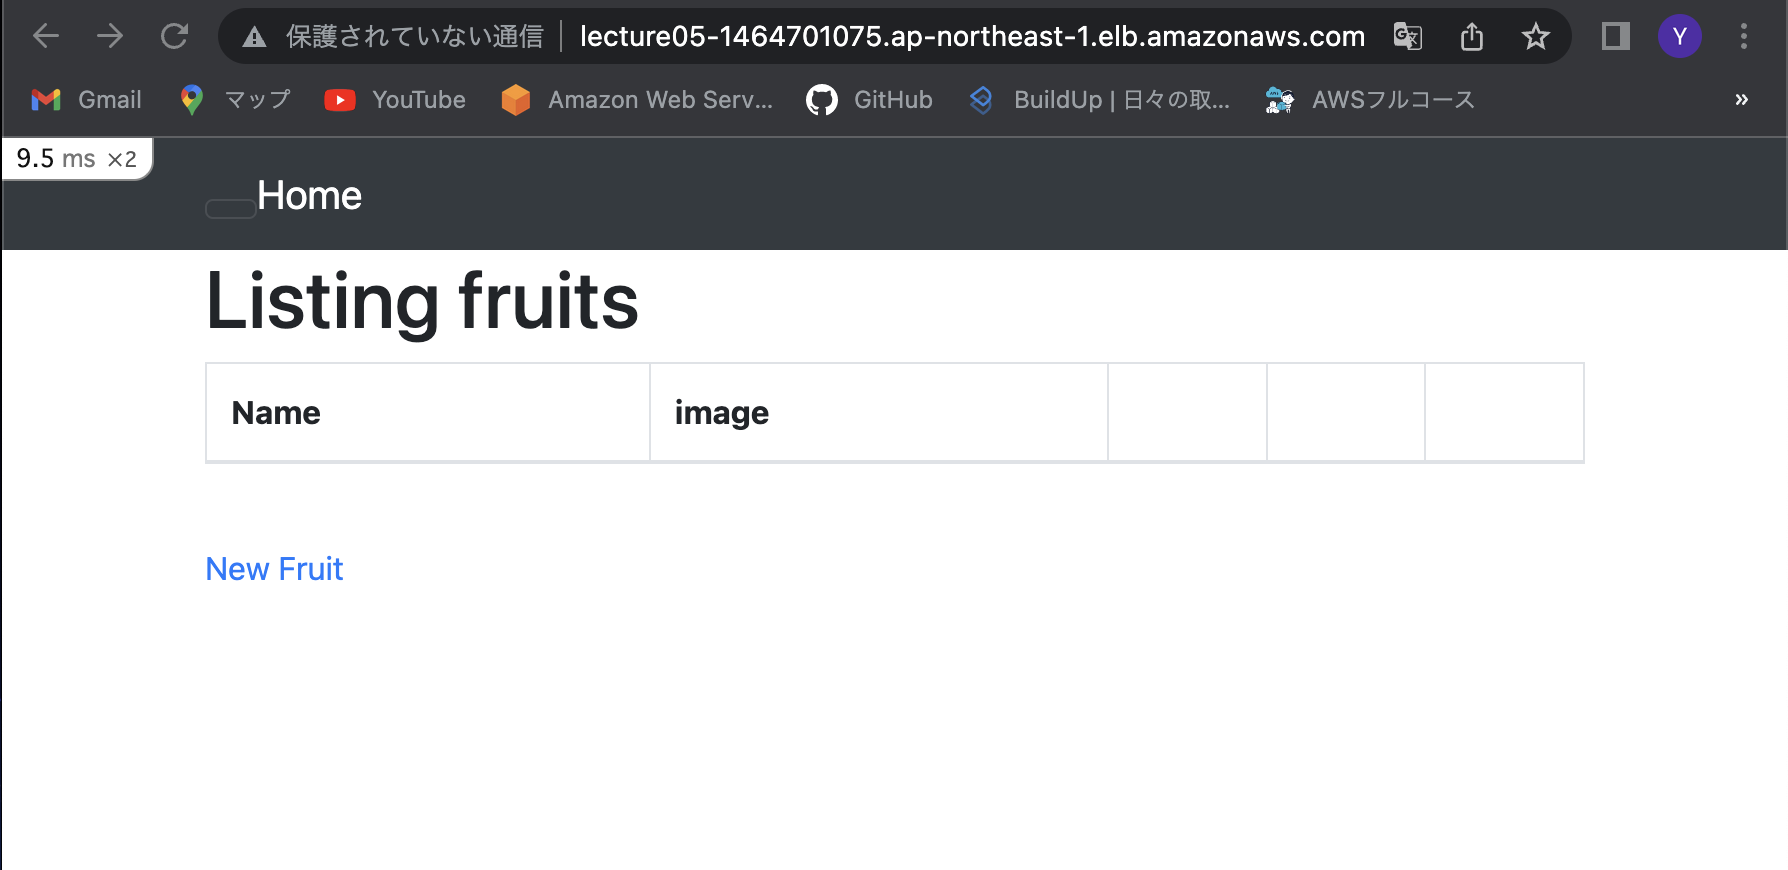 保護されていない通信 lecture05-1464701075.ap-northeast-1.elb.amazonaws.com Y
Gmail マップ YouTube Amazon Web Serv... GitHub BuildUp | 日々の取... AWSフルコース »
9.5 ms ×2
Home
Listing fruits
Name image
New Fruit